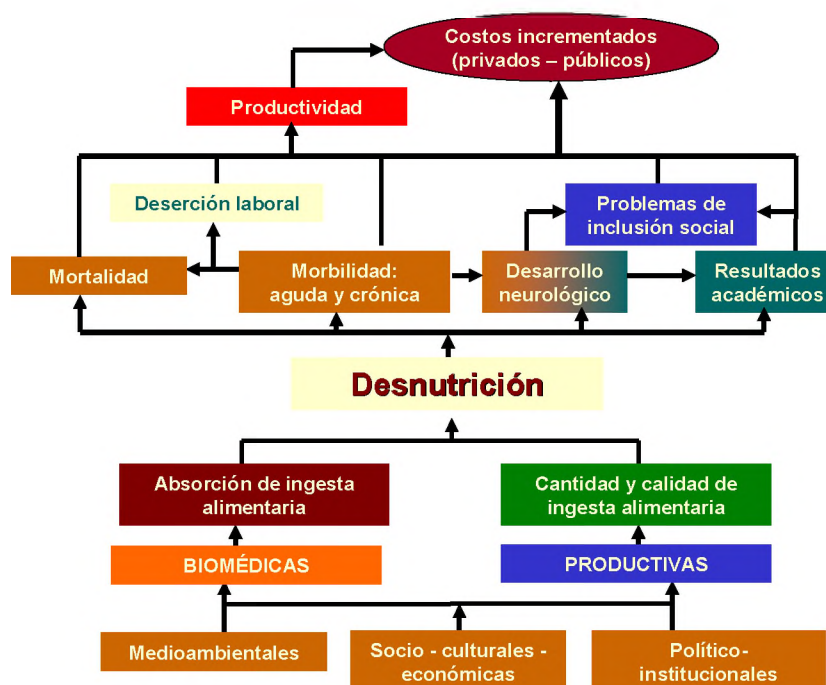 Costos incrementados
(privados – públicos)
Productividad
Deserción laboral
Problemas de
inclusión social
Mortalidad
Morbilidad:
aguda y crónica
Desarrollo
neurológico
Resultados
académicos
Desnutrición
Absorción de ingesta
alimentaria
Cantidad y calidad de
ingesta alimentaria
BIOMÉDICAS
PRODUCTIVAS
Medioambientales
Socio - culturales -
económicas
Político-
institucionales